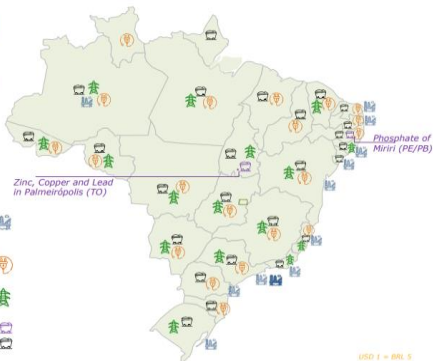 Phosphate of
Miriri (PE/PB)
Zinc, Copper and Lead
in Palmeirópolis (TO)
USD 1 = BRL 5